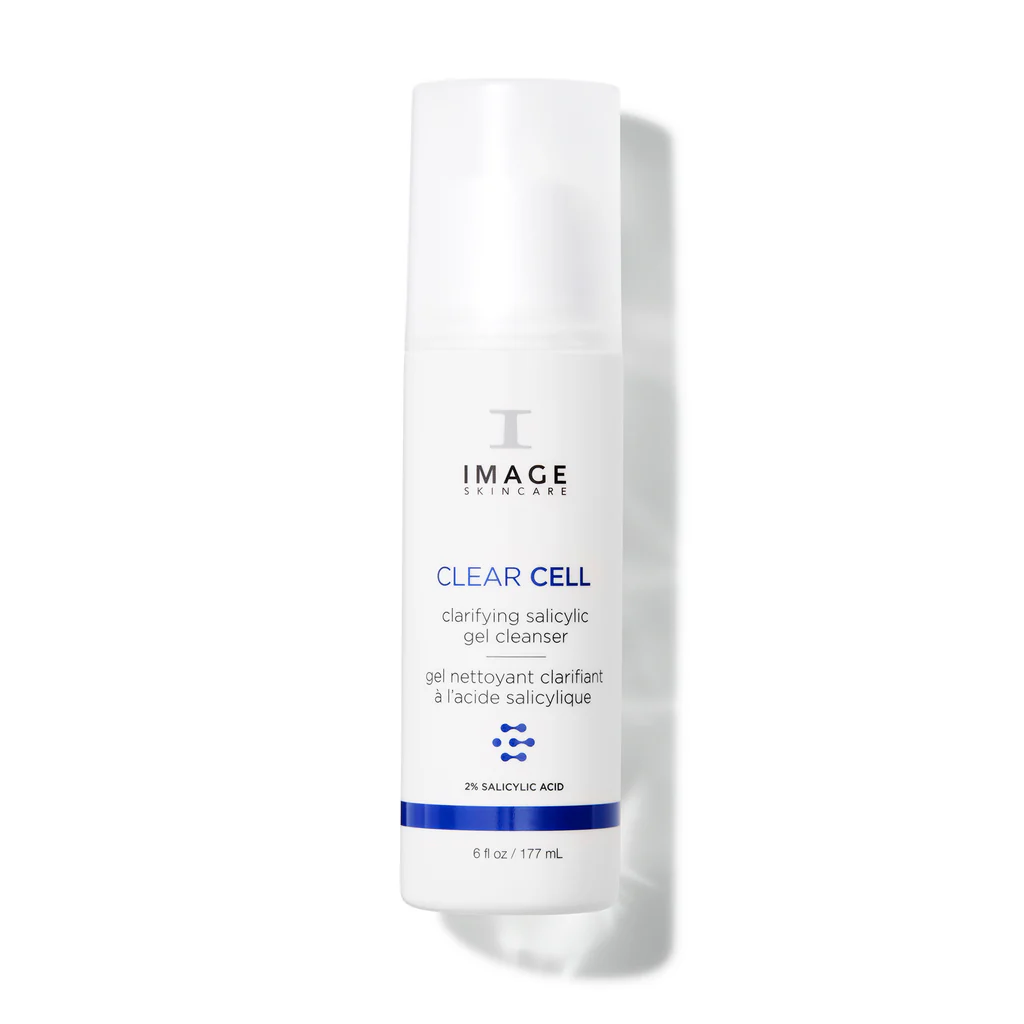 I
IMAGE
SKINCARE
CLEAR CELL
clarifying salicylic
gel cleanser
gel nettoyant clarifiant
à l'acide salicylique
2% SALICYLIC ACID
6 fl oz / 177 mL